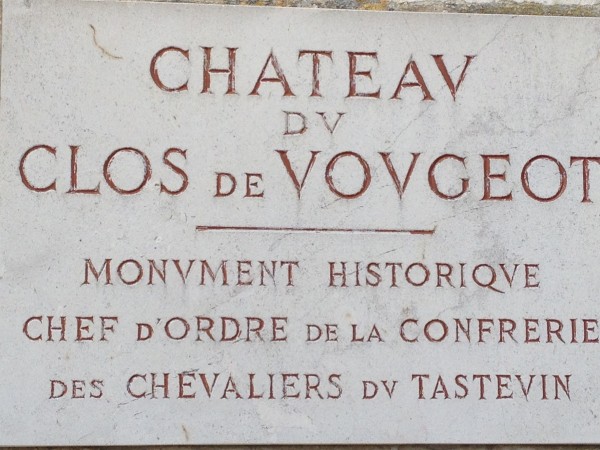 CHATEAV
DV
CLOS DE VOVGEOT
MONVMENT HISTORIQVE
CHEF D'ORDRE DE LA CONFRERIE
DES CHEVALIERS DV TASTEVIN